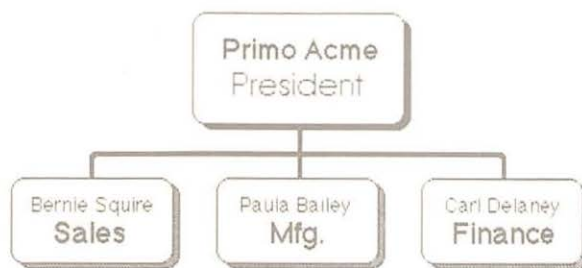 Primo Acme
President
Bernie Squire
Sales
Paula Bailey
Mfg.
Carl Delaney
Finance